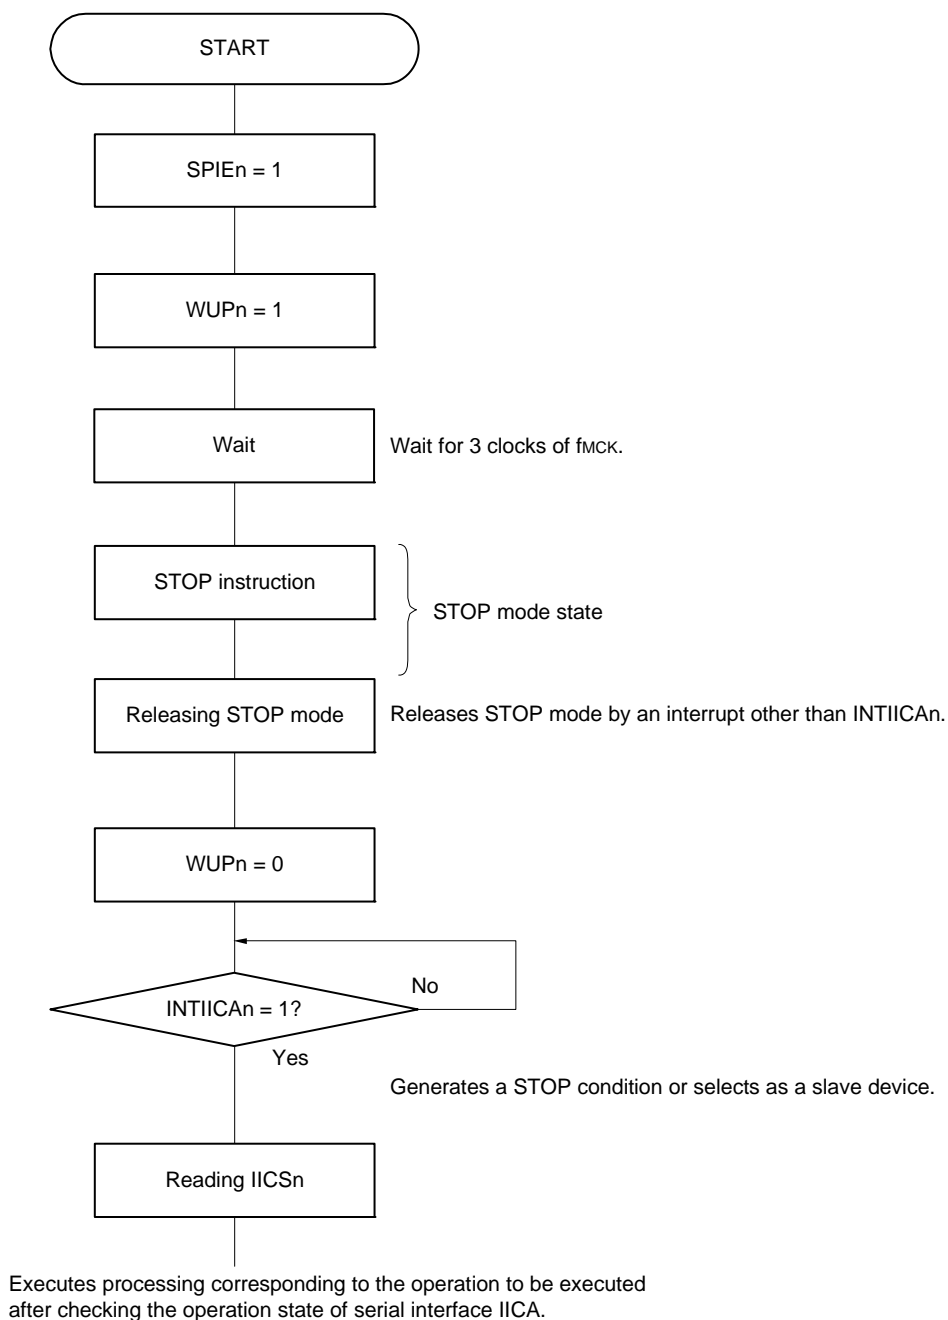 START
SPIEn = 1
WUPn = 1
Wait
Wait for 3 clocks of fMCK.
STOP instruction
STOP mode state
Releasing STOP mode
Releases STOP mode by an interrupt other than INTIICAn.
WUPn = 0
No
INTIICAn = 1?
Yes
Generates a STOP condition or selects as a slave device.
Reading IICSn
Executes processing corresponding to the operation to be executed
after checking the operation state of serial interface IICA.